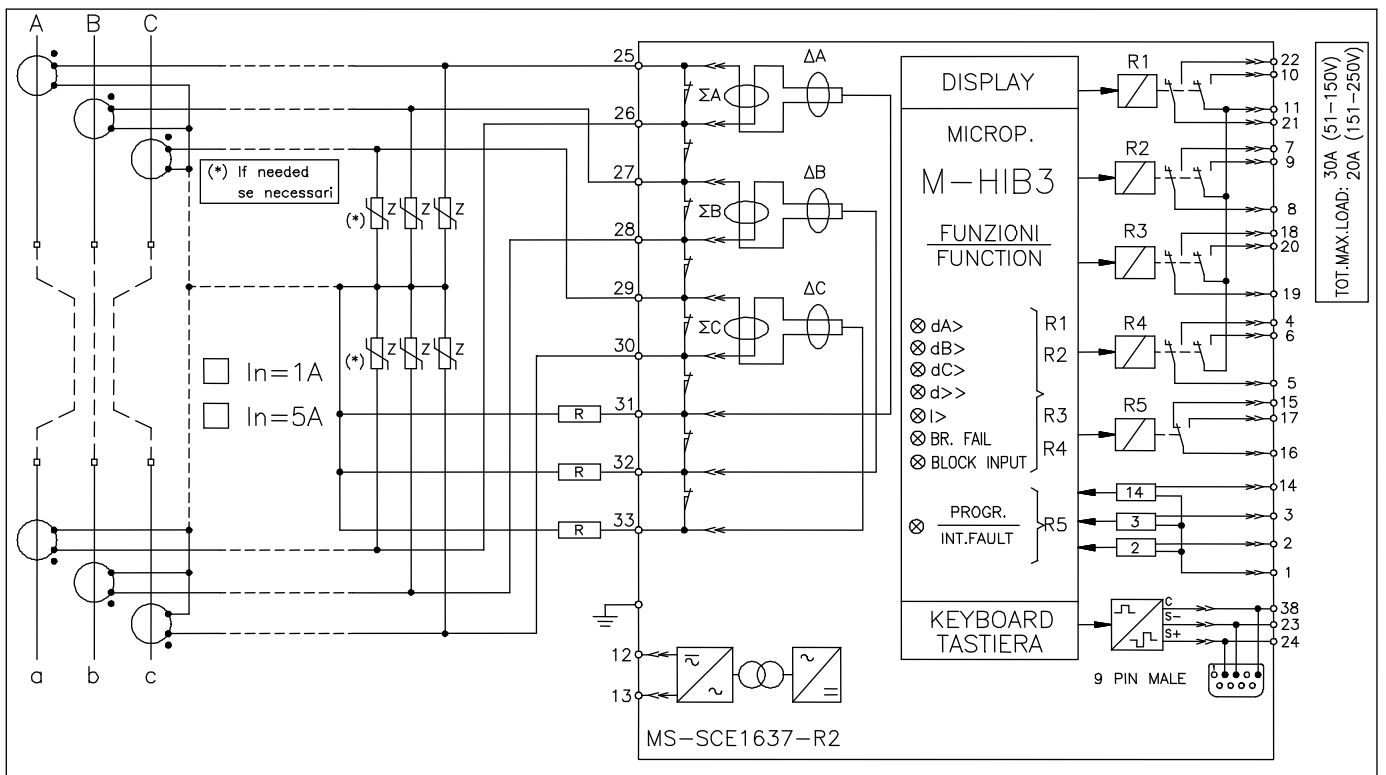 A B C
(*) If needed
se necessari
(*)
Z Z Z
(*)
Z Z Z
In=1A
In=5A
a b c
25
26
27
28
29
30
31
32
33
R
R
R
12
13
ΣA
ΔA
ΣB
ΔB
ΣC
ΔC
MS-SCE1637-R2
DISPLAY
MICROP.
M-HIB3
FUNZIONI
FUNCTION
dA>
dB>
dC>
d>>
I>
BR. FAIL
BLOCK INPUT
R1
R2
R3
R4
PROGR.
INT.FAULT
R5
KEYBOARD
TASTIERA
R1
R2
R3
R4
R5
14
3
2
C
S-
S+
9 PIN MALE
1
22
10
11
21
7
9
8
18
20
19
4
6
5
15
17
16
14
3
2
1
38
23
24
TOT.MAX.LOAD: 30A (51-150V)
20A (151-250V)